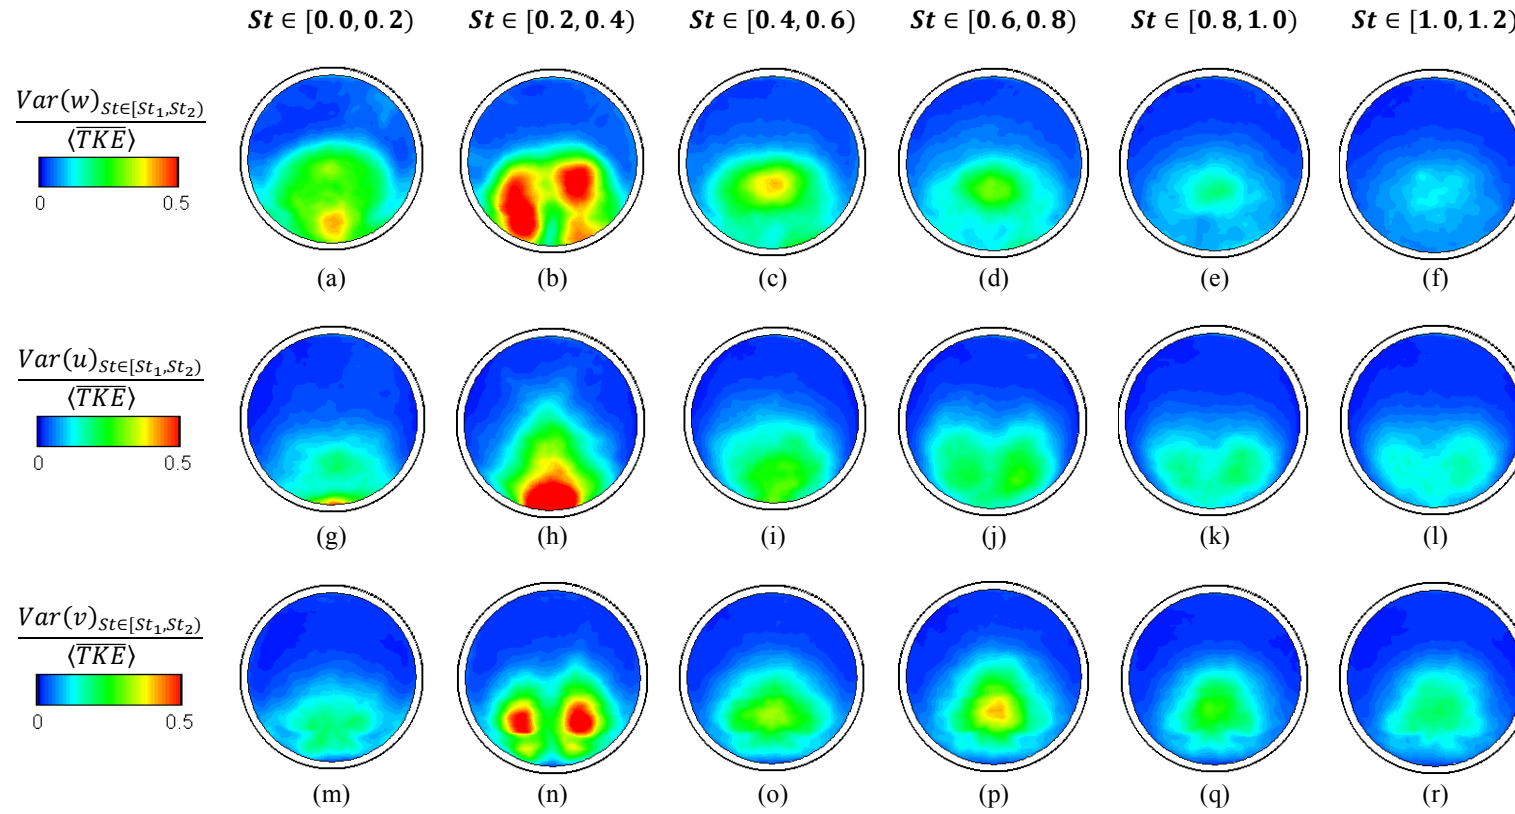 St ∈ [0.0, 0.2) St ∈ [0.2, 0.4) St ∈ [0.4, 0.6) St ∈ [0.6, 0.8) St ∈ [0.8, 1.0) St ∈ [1.0, 1.2)
Var(w)St∈[St1,St2)
⟨TKE⟩
0 0.5
(a) (b) (c) (d) (e) (f)
Var(u)St∈[St1,St2)
⟨TKE⟩
0 0.5
(g) (h) (i) (j) (k) (l)
Var(v)St∈[St1,St2)
⟨TKE⟩
0 0.5
(m) (n) (o) (p) (q) (r)